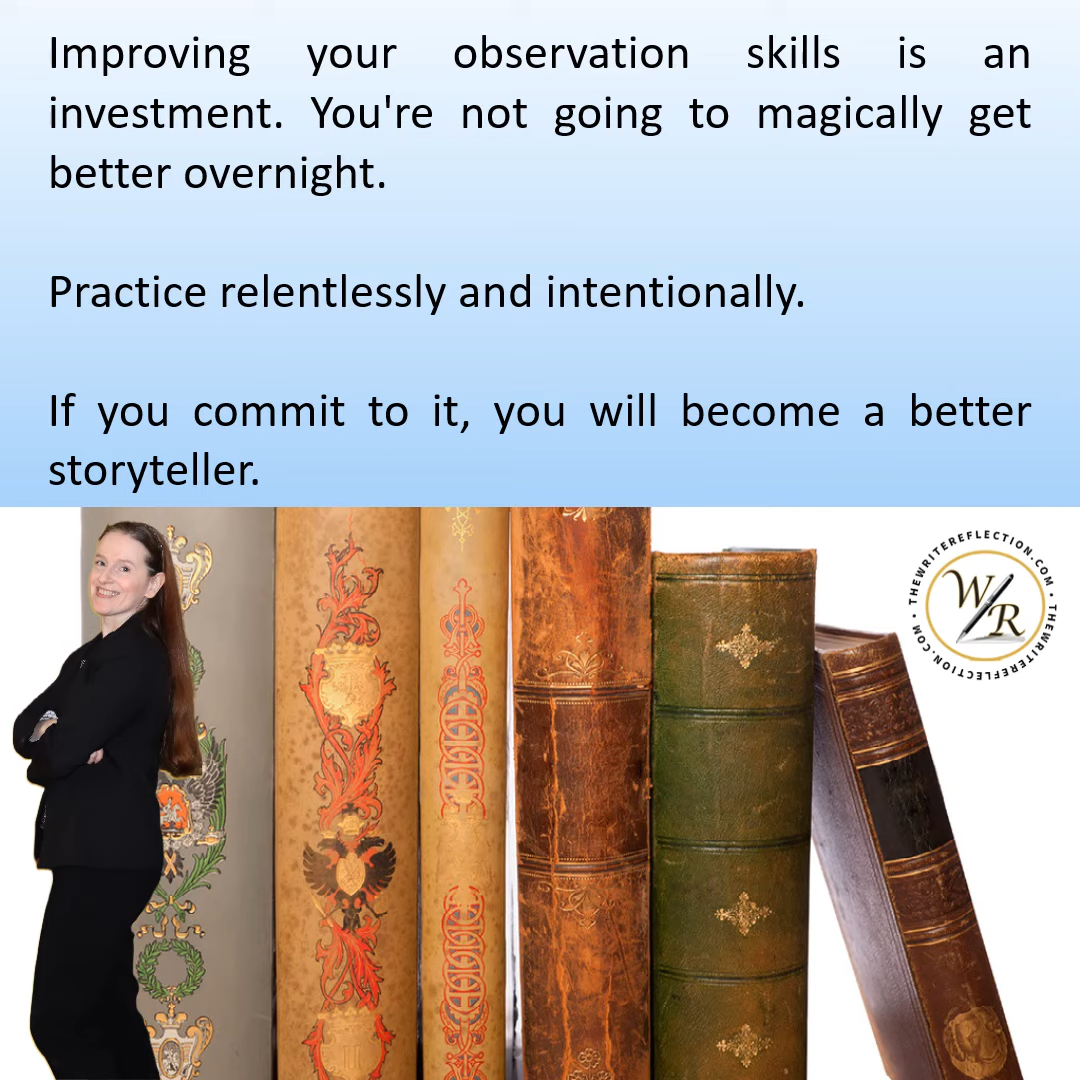 Improving your observation skills is an
investment. You're not going to magically get
better overnight.
Practice relentlessly and intentionally.
If you commit to it, you will become a better
storyteller.
THEWRITEREFLECTION.COM • THEWRITEREFLECTION.COM •
W/R